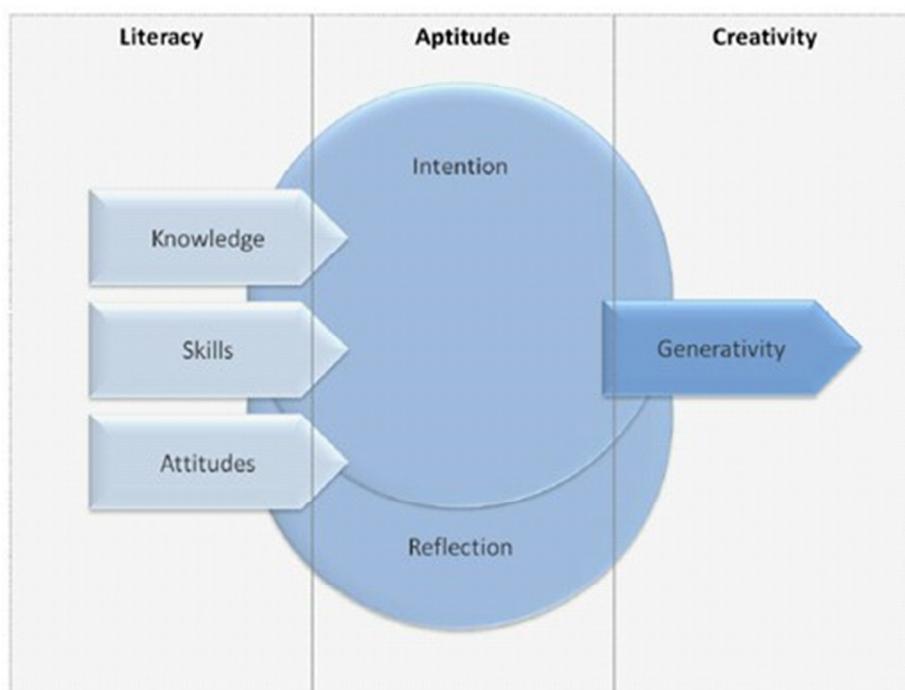 Literacy
Aptitude
Creativity
Intention
Knowledge
Skills
Generativity
Attitudes
Reflection